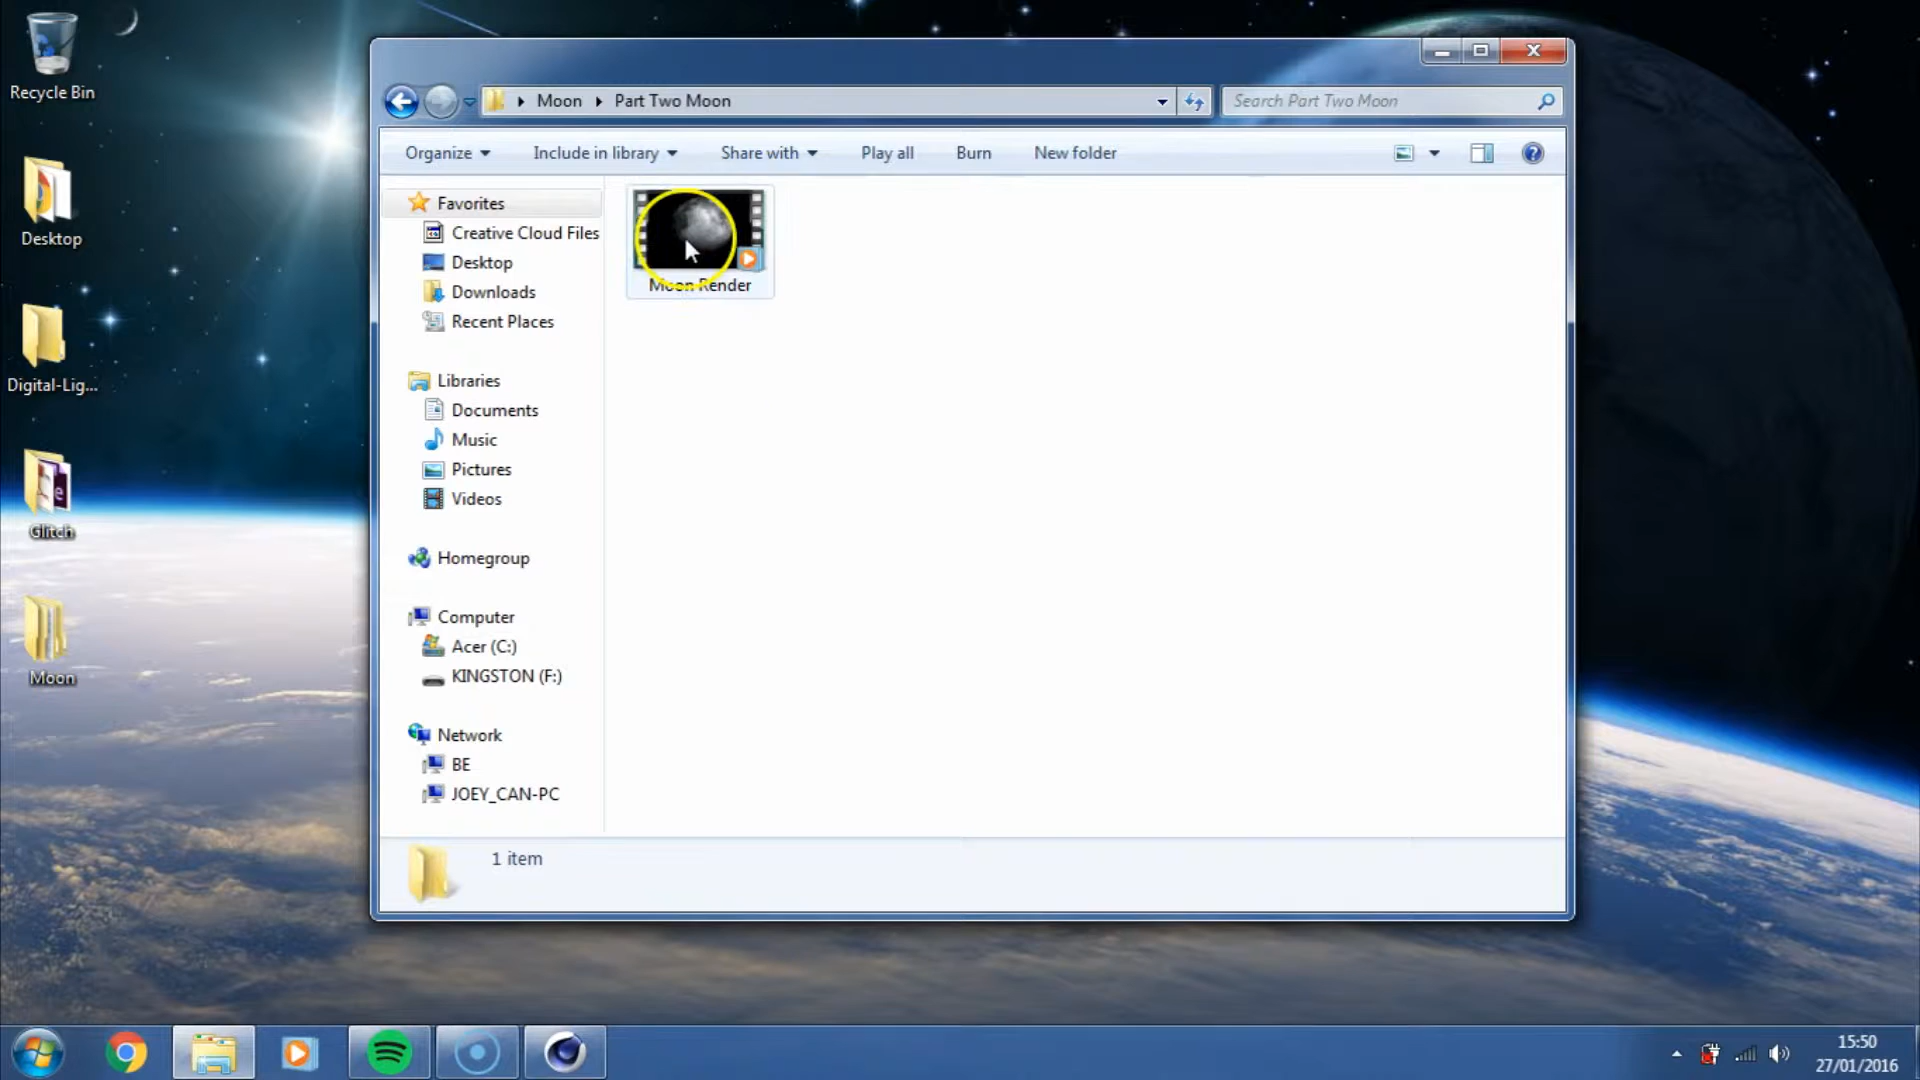 Recycle Bin
Desktop
Digital-Lig...
Glitch
Moon
Moon
Part Two Moon
Search Part Two Moon
Organize
Include in library
Share with
Play all
Burn
New folder
Favorites
Creative Cloud Files
Desktop
Downloads
Recent Places
Libraries
Documents
Music
Pictures
Videos
Homegroup
Computer
Acer (C:)
KINGSTON (F:)
Network
BE
JOEY_CAN-PC
Moon Render
1 item
15:50
27/01/2016